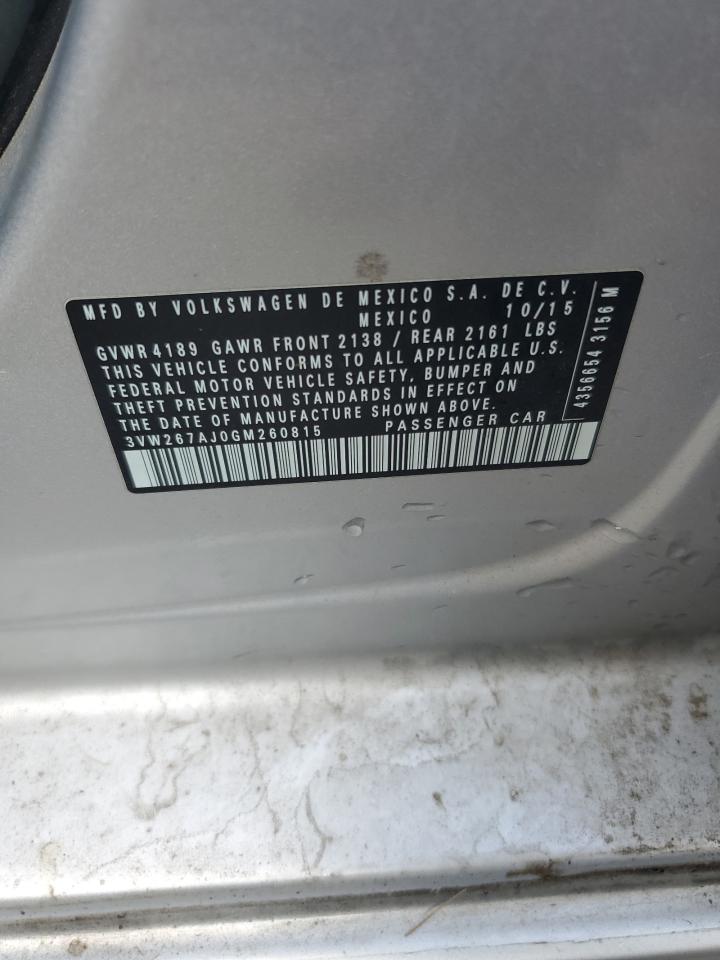 MFD BY VOLKSWAGEN DE MEXICO S.A. DE C.V.
MEXICO 10/15
GVWR 4189 GAWR FRONT 2138 / REAR 2161 LBS
THIS VEHICLE CONFORMS TO ALL APPLICABLE U.S.
FEDERAL MOTOR VEHICLE SAFETY, BUMPER AND
THEFT PREVENTION STANDARDS IN EFFECT ON
THE DATE OF MANUFACTURE SHOWN ABOVE.
3VW267AJ0GM260815 PASSENGER CAR
4356654 3156 M